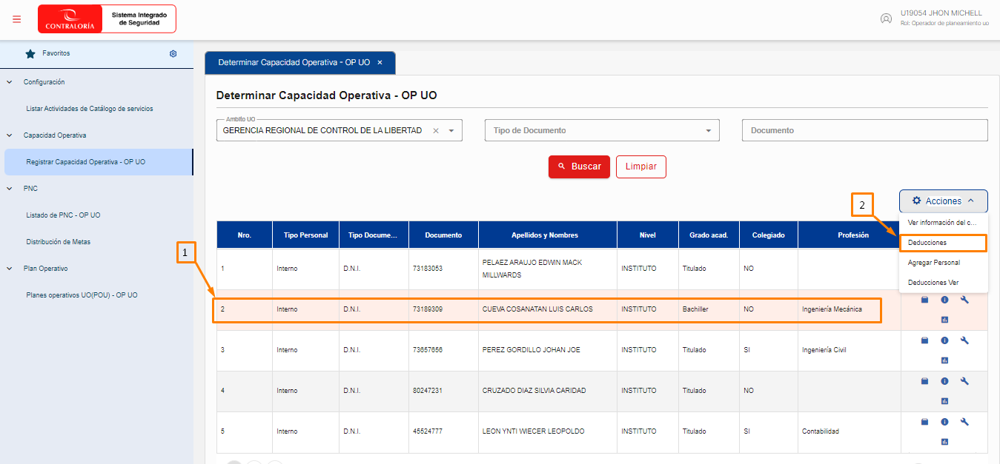 CONTRALORÍA
Sistema Integrado
de Seguridad
U19054 JHON MICHELL
Rol: Operador de planeamiento uo
Favoritos
Configuración
Listar Actividades de Catálogo de servicios
Capacidad Operativa
Registrar Capacidad Operativa - OP UO
PNC
Listado de PNC - OP UO
Distribución de Metas
Plan Operativo
Planes operativos UO(POU) - OP UO
Determinar Capacidad Operativa - OP UO ×
Determinar Capacidad Operativa - OP UO
Ambito UO
GERENCIA REGIONAL DE CONTROL DE LA LIBERTAD
Tipo de Documento
Documento
Buscar
Limpiar
Acciones
Ver información del c...
Deducciones
Agregar Personal
Deducciones Ver
2
1
Nro. Tipo Personal Tipo Docume... Documento Apellidos y Nombres Nivel Grado acad. Colegiado Profesión
1 Interno D.N.I. 73183053 PELAEZ ARAUJO EDWIN MACK MILLWARDS INSTITUTO Titulado NO
2 Interno D.N.I. 73189309 CUEVA COSANATAN LUIS CARLOS INSTITUTO Bachiller NO Ingeniería Mecánica
3 Interno D.N.I. 73657656 PEREZ GORDILLO JOHAN JOE INSTITUTO Titulado SI Ingeniería Civil
4 Interno D.N.I. 80247231 CRUZADO DIAZ SILVIA CARIDAD INSTITUTO Titulado NO
5 Interno D.N.I. 45524777 LEON YNTI WIECER LEOPOLDO INSTITUTO Titulado SI Contabilidad